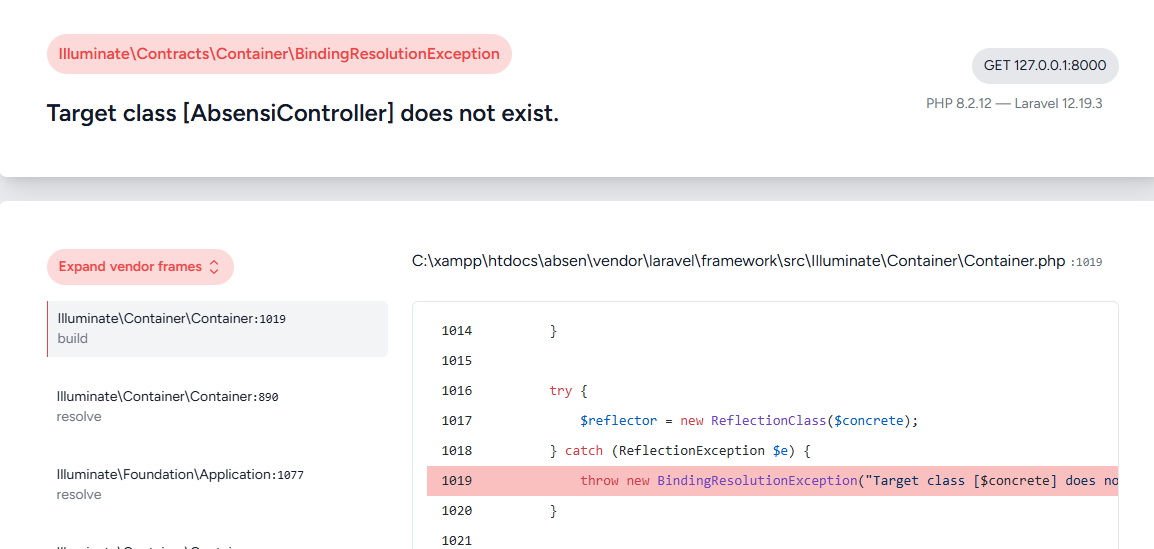 Illuminate\Contracts\Container\BindingResolutionException
GET 127.0.0.1:8000
Target class [AbsensiController] does not exist.
PHP 8.2.12 — Laravel 12.19.3
Expand vendor frames
C:\xampp\htdocs\absen\vendor\laravel\framework\src\Illuminate\Container\Container.php :1019
Illuminate\Container\Container:1019
build
Illuminate\Container\Container:890
resolve
Illuminate\Foundation\Application:1077
resolve
1014 }
1015
1016 try {
1017 $reflector = new ReflectionClass($concrete);
1018 } catch (ReflectionException $e) {
1019 throw new BindingResolutionException("Target class [$concrete] does no
1020 }
1021